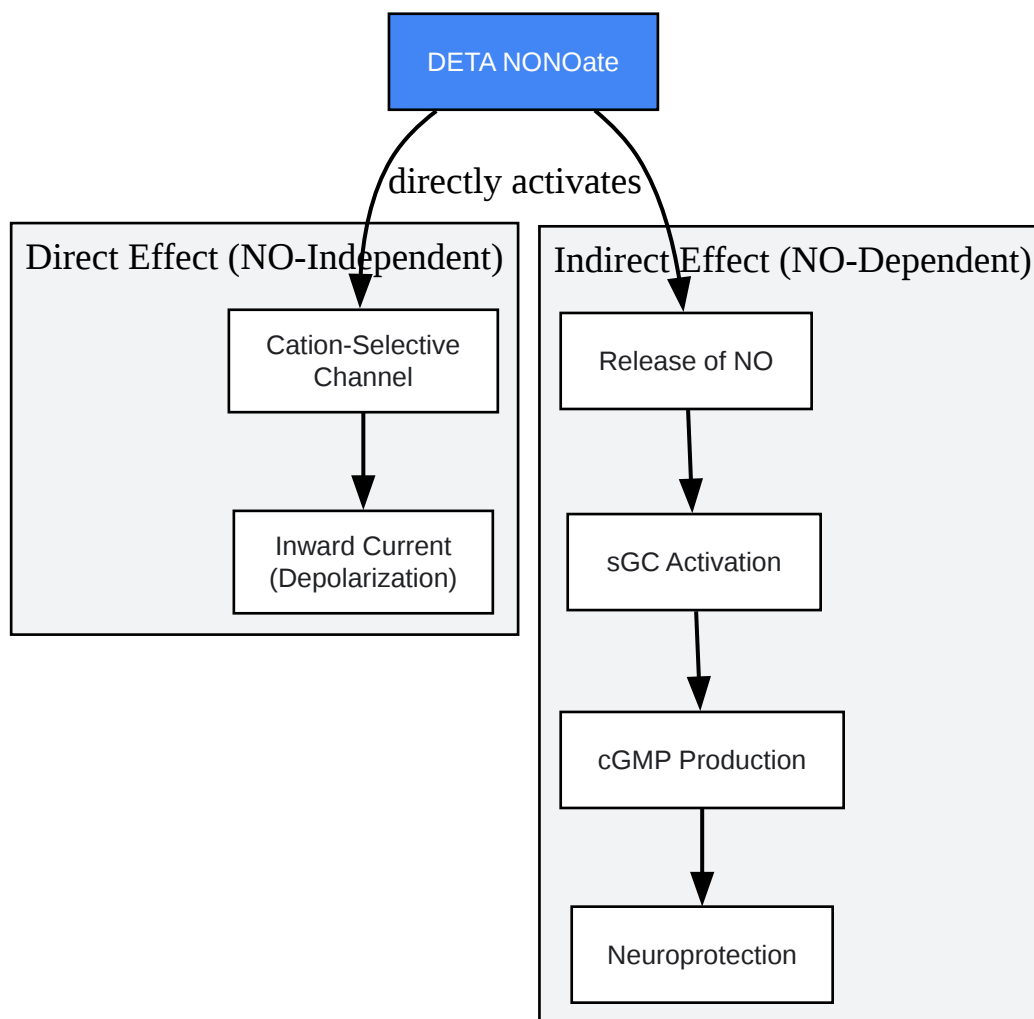 DETA NONOate
directly activates
Direct Effect (NO-Independent)
Cation-Selective
Channel
Inward Current
(Depolarization)
Indirect Effect (NO-Dependent)
Release of NO
sGC Activation
cGMP Production
Neuroprotection